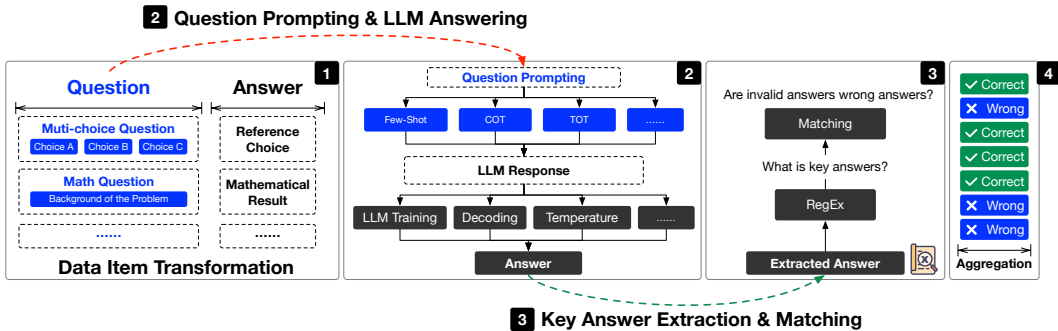 2 Question Prompting & LLM Answering
1
Question Answer
Muti-choice Question
Choice A Choice B Choice C
Reference
Choice
Math Question
Background of the Problem
Mathematical
Result
......
......
Data Item Transformation
2
Question Prompting
Few-Shot COT TOT ......
LLM Response
LLM Training Decoding Temperature ......
Answer
3
Are invalid answers wrong answers?
Matching
What is key answers?
RegEx
Extracted Answer
4
Correct
Wrong
Correct
Correct
Correct
Wrong
Wrong
Aggregation
3 Key Answer Extraction & Matching